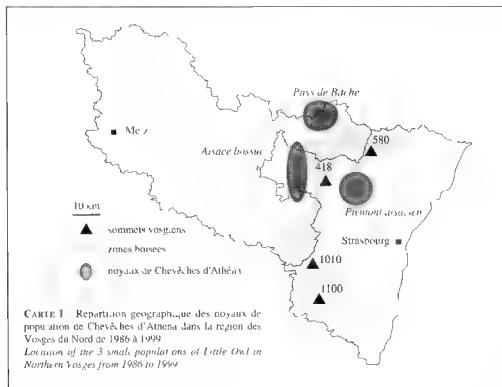 Pays de Bitche
Metz
Alsace bossue
580
418
Piémont alsacien
10 km
sommets vosgiens
Strasbourg
zones boisées
noyaux de Chevêches d'Athéna
1010
1100
CARTE I Répartition géographique des noyaux de
population de Chevêches d'Athena dans la région des
Vosges du Nord de 1986 à 1999
Location of the 3 small populations of Little Owl in
Northern Vosges from 1986 to 1999